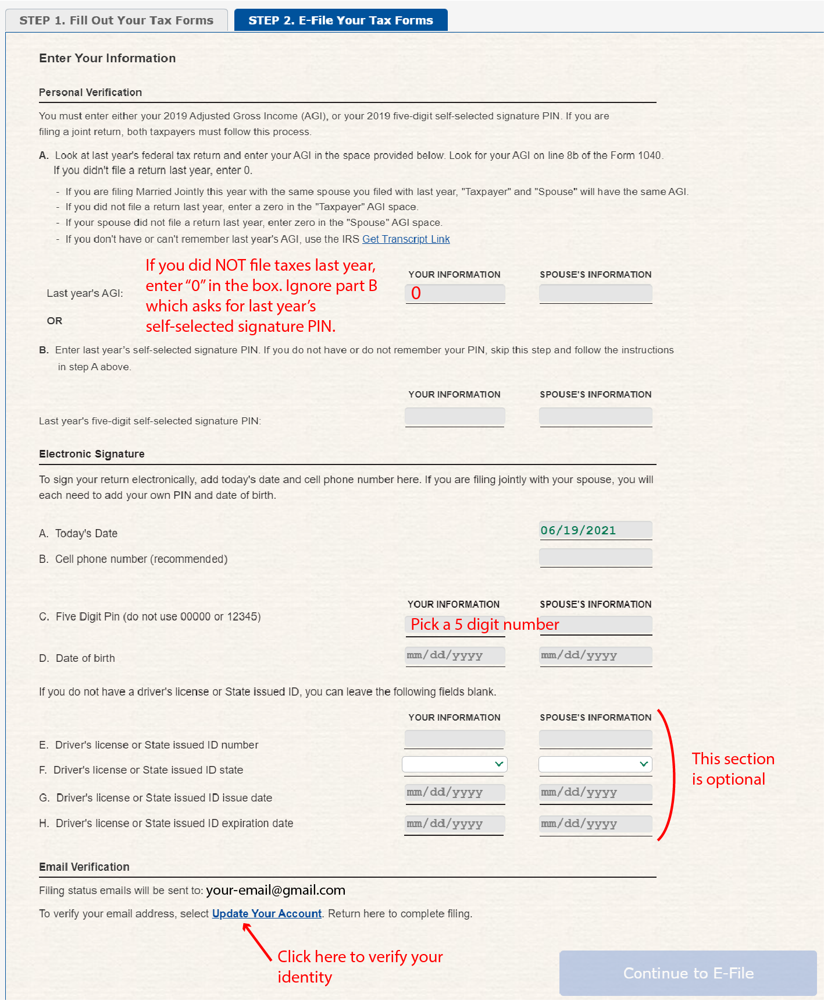 STEP 1. Fill Out Your Tax Forms
STEP 2. E-File Your Tax Forms
Enter Your Information
Personal Verification
You must enter either your 2019 Adjusted Gross Income (AGI), or your 2019 five-digit self-selected signature PIN. If you are
filing a joint return, both taxpayers must follow this process.
A. Look at last year's federal tax return and enter your AGI in the space provided below. Look for your AGI on line 8b of the Form 1040.
If you didn't file a return last year, enter 0.
- If you are filing Married Jointly this year with the same spouse you filed with last year, "Taxpayer" and "Spouse" will have the same AGI.
- If you did not file a return last year, enter a zero in the "Taxpayer" AGI space.
- If your spouse did not file a return last year, enter zero in the "Spouse" AGI space.
- If you don't have or can't remember last year's AGI, use the IRS Get Transcript Link
If you did NOT file taxes last year,
enter “0” in the box. Ignore part B
which asks for last year’s
self-selected signature PIN.
YOUR INFORMATION SPOUSE'S INFORMATION
Last year's AGI: 0
OR
B. Enter last year's self-selected signature PIN. If you do not have or do not remember your PIN, skip this step and follow the instructions
in step A above.
YOUR INFORMATION SPOUSE'S INFORMATION
Last year's five-digit self-selected signature PIN:
Electronic Signature
To sign your return electronically, add today's date and cell phone number here. If you are filing jointly with your spouse, you will
each need to add your own PIN and date of birth.
A. Today's Date 06/19/2021
B. Cell phone number (recommended)
YOUR INFORMATION SPOUSE'S INFORMATION
C. Five Digit Pin (do not use 00000 or 12345) Pick a 5 digit number
D. Date of birth mm/dd/yyyy mm/dd/yyyy
If you do not have a driver's license or State issued ID, you can leave the following fields blank.
YOUR INFORMATION SPOUSE'S INFORMATION
E. Driver's license or State issued ID number
F. Driver's license or State issued ID state
G. Driver's license or State issued ID issue date mm/dd/yyyy mm/dd/yyyy
H. Driver's license or State issued ID expiration date mm/dd/yyyy mm/dd/yyyy
This section
is optional
Email Verification
Filing status emails will be sent to: your-email@gmail.com
To verify your email address, select Update Your Account. Return here to complete filing.
Click here to verify your
identity
Continue to E-File